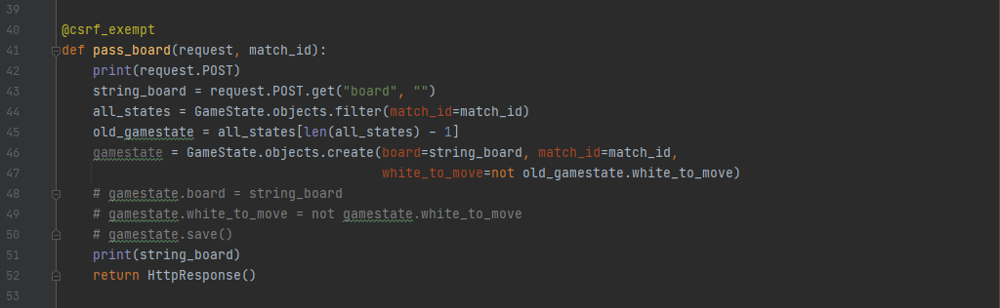 39
40 @csrf_exempt
41 def pass_board(request, match_id):
42     print(request.POST)
43     string_board = request.POST.get("board", "")
44     all_states = GameState.objects.filter(match_id=match_id)
45     old_gamestate = all_states[len(all_states) - 1]
46     gamestate = GameState.objects.create(board=string_board, match_id=match_id,
47                                          white_to_move=not old_gamestate.white_to_move)
48     # gamestate.board = string_board
49     # gamestate.white_to_move = not gamestate.white_to_move
50     # gamestate.save()
51     print(string_board)
52     return HttpResponse()
53